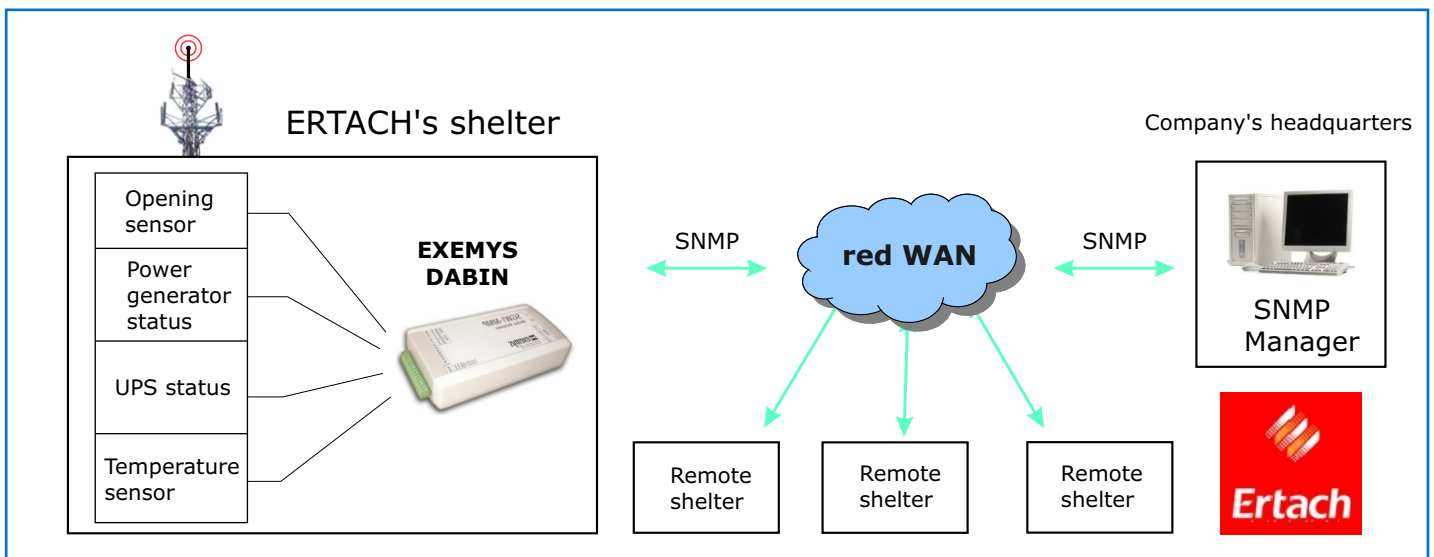 ERTACH's shelter
Company's headquarters
Opening
sensor
Power
generator
status
UPS status
Temperature
sensor
EXEMYS
DABIN
SNMP
red WAN
SNMP
SNMP
Manager
Remote
shelter
Remote
shelter
Remote
shelter
Ertach